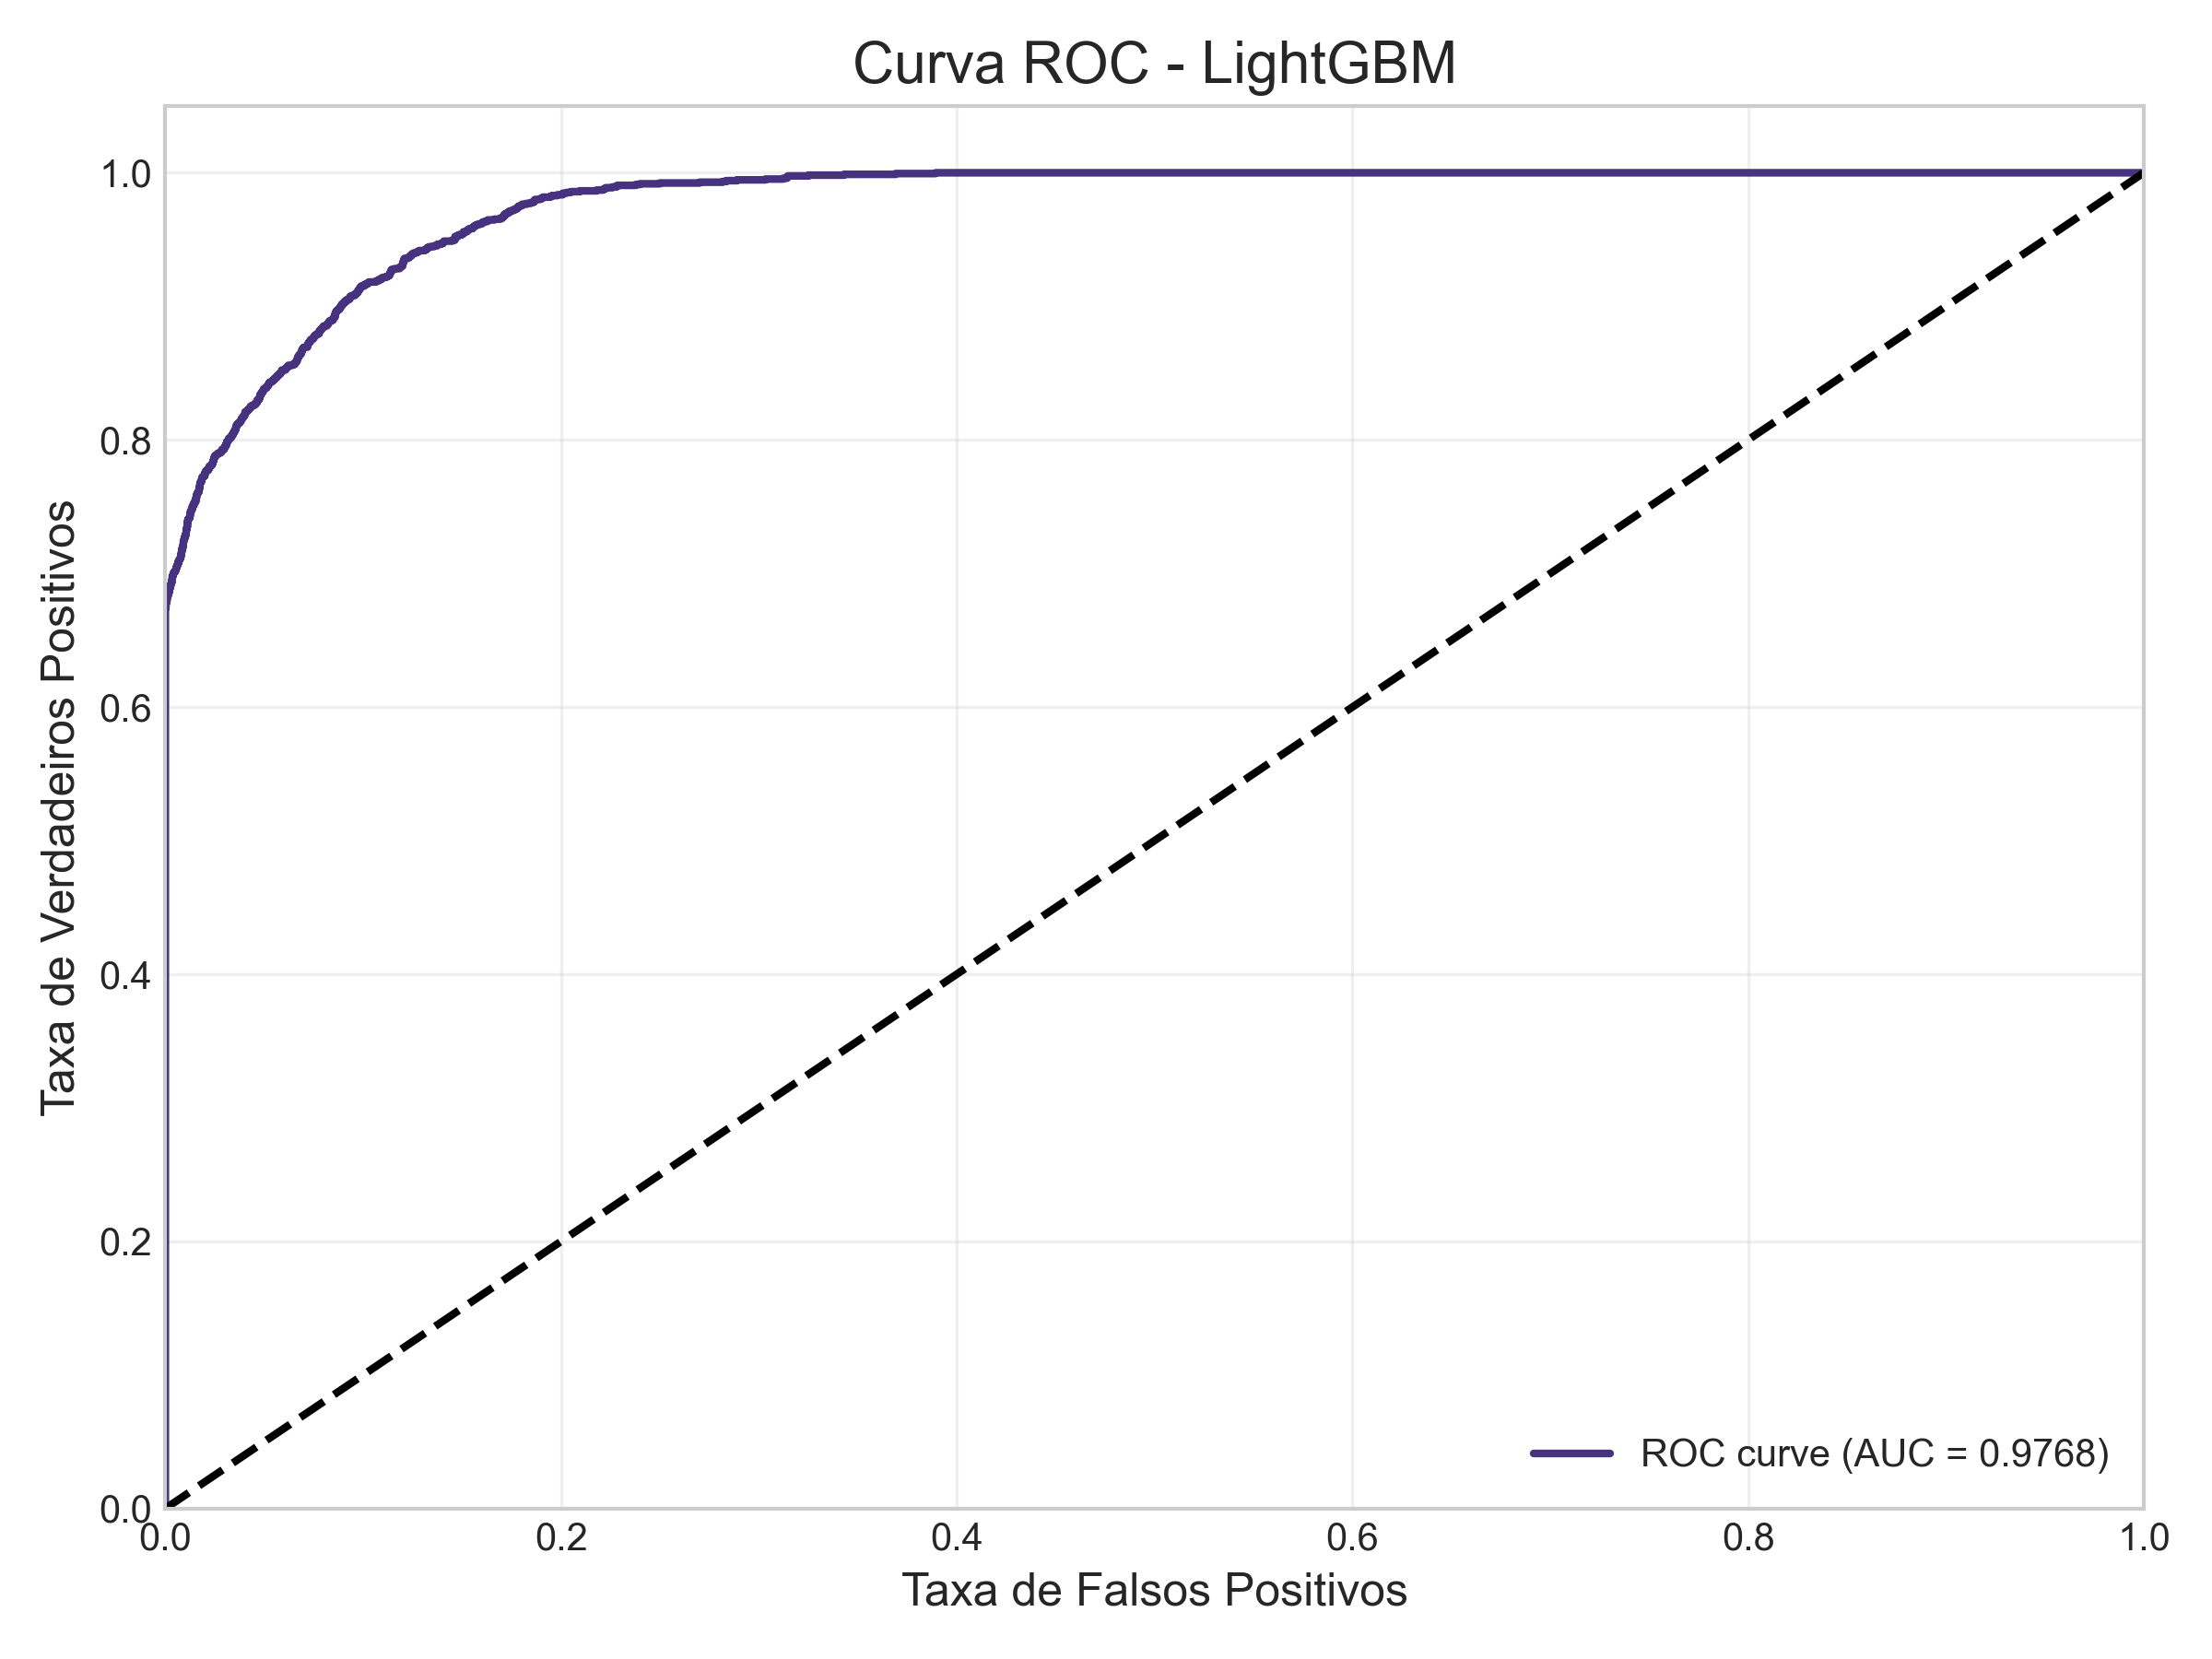 Curva ROC - LightGBM
Taxa de Verdadeiros Positivos
1.0
0.8
0.6
0.4
0.2
0.0
0.0 0.2 0.4 0.6 0.8 1.0
Taxa de Falsos Positivos
ROC curve (AUC = 0.9768)